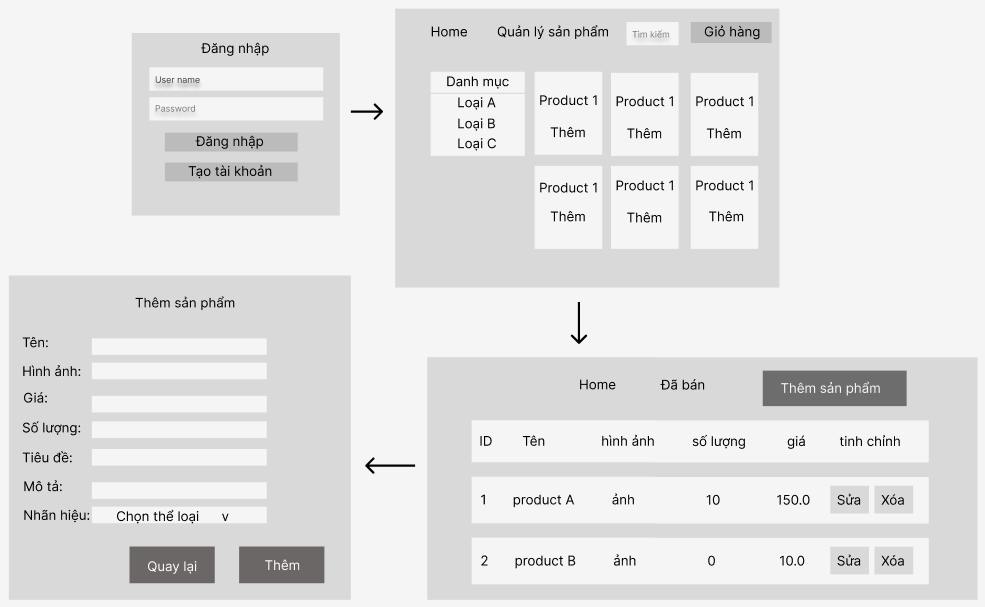 Đăng nhập
User name
Password
Đăng nhập
Tạo tài khoản
Home Quản lý sản phẩm Tìm kiếm Giỏ hàng
Danh mục
Loại A
Loại B
Loại C
Product 1 Product 1 Product 1
Thêm Thêm Thêm
Product 1 Product 1 Product 1
Thêm Thêm Thêm
Home Đã bán Thêm sản phẩm
ID Tên hình ảnh số lượng giá tinh chỉnh
1 product A ảnh 10 150.0 Sửa Xóa
2 product B ảnh 0 10.0 Sửa Xóa
Thêm sản phẩm
Tên:
Hình ảnh:
Giá:
Số lượng:
Tiêu đề:
Mô tả:
Nhãn hiệu: Chọn thể loại v
Quay lại Thêm